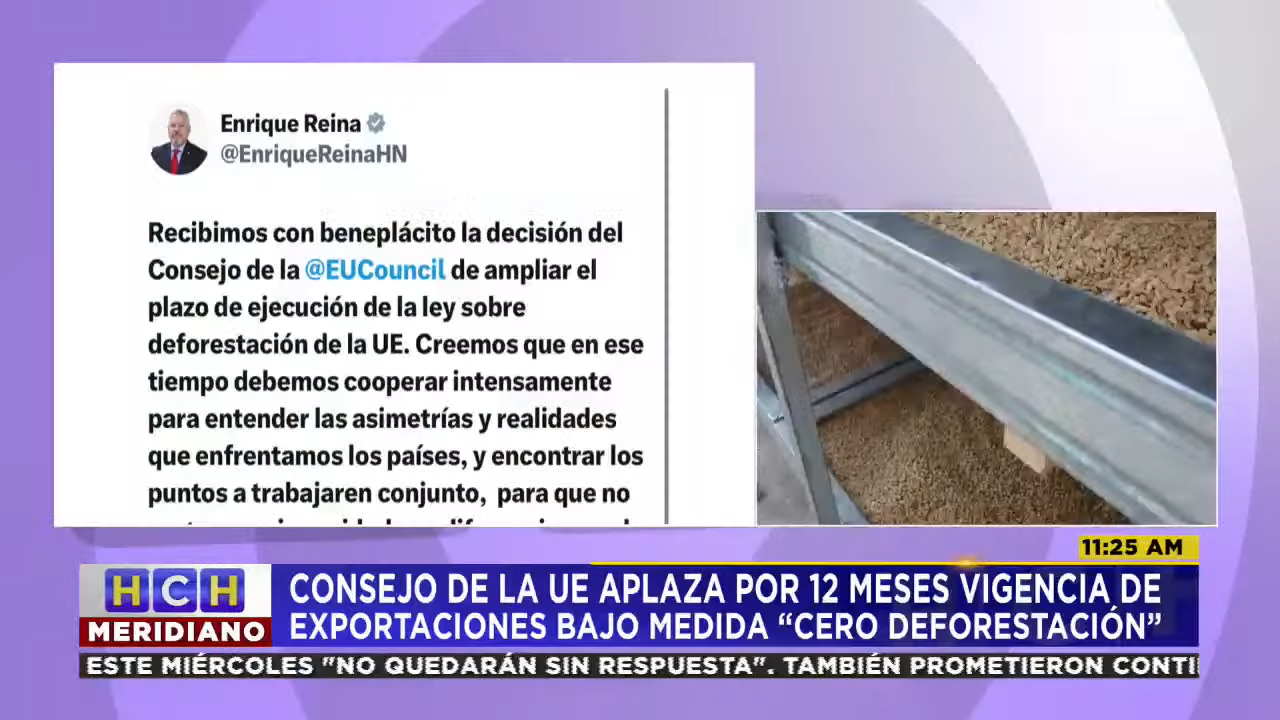 Enrique Reina
@EnriqueReinaHN
Recibimos con beneplácito la decisión del
Consejo de la @EUCouncil de ampliar el
plazo de ejecución de la ley sobre
deforestación de la UE. Creemos que en ese
tiempo debemos cooperar intensamente
para entender las asimetrías y realidades
que enfrentamos los países, y encontrar los
puntos a trabajaren conjunto, para que no
11:25 AM
HCH
MERIDIANO
CONSEJO DE LA UE APLAZA POR 12 MESES VIGENCIA DE
EXPORTACIONES BAJO MEDIDA “CERO DEFORESTACIÓN”
ESTE MIÉRCOLES "NO QUEDARÁN SIN RESPUESTA". TAMBIÉN PROMETIERON CONTI